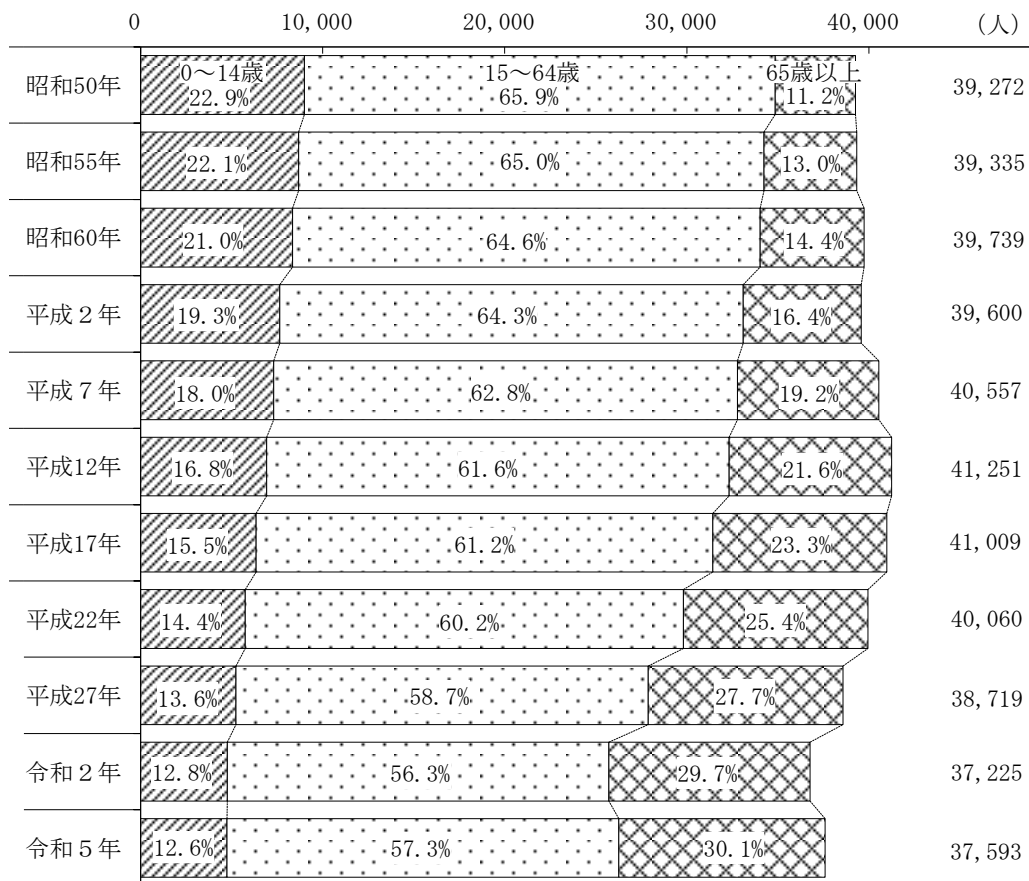 0 10,000 20,000 30,000 40,000 (人)
0～14歳 15～64歳 65歳以上
昭和50年 22.9% 65.9% 11.2% 39,272
昭和55年 22.1% 65.0% 13.0% 39,335
昭和60年 21.0% 64.6% 14.4% 39,739
平成２年 19.3% 64.3% 16.4% 39,600
平成７年 18.0% 62.8% 19.2% 40,557
平成12年 16.8% 61.6% 21.6% 41,251
平成17年 15.5% 61.2% 23.3% 41,009
平成22年 14.4% 60.2% 25.4% 40,060
平成27年 13.6% 58.7% 27.7% 38,719
令和２年 12.8% 56.3% 29.7% 37,225
令和５年 12.6% 57.3% 30.1% 37,593